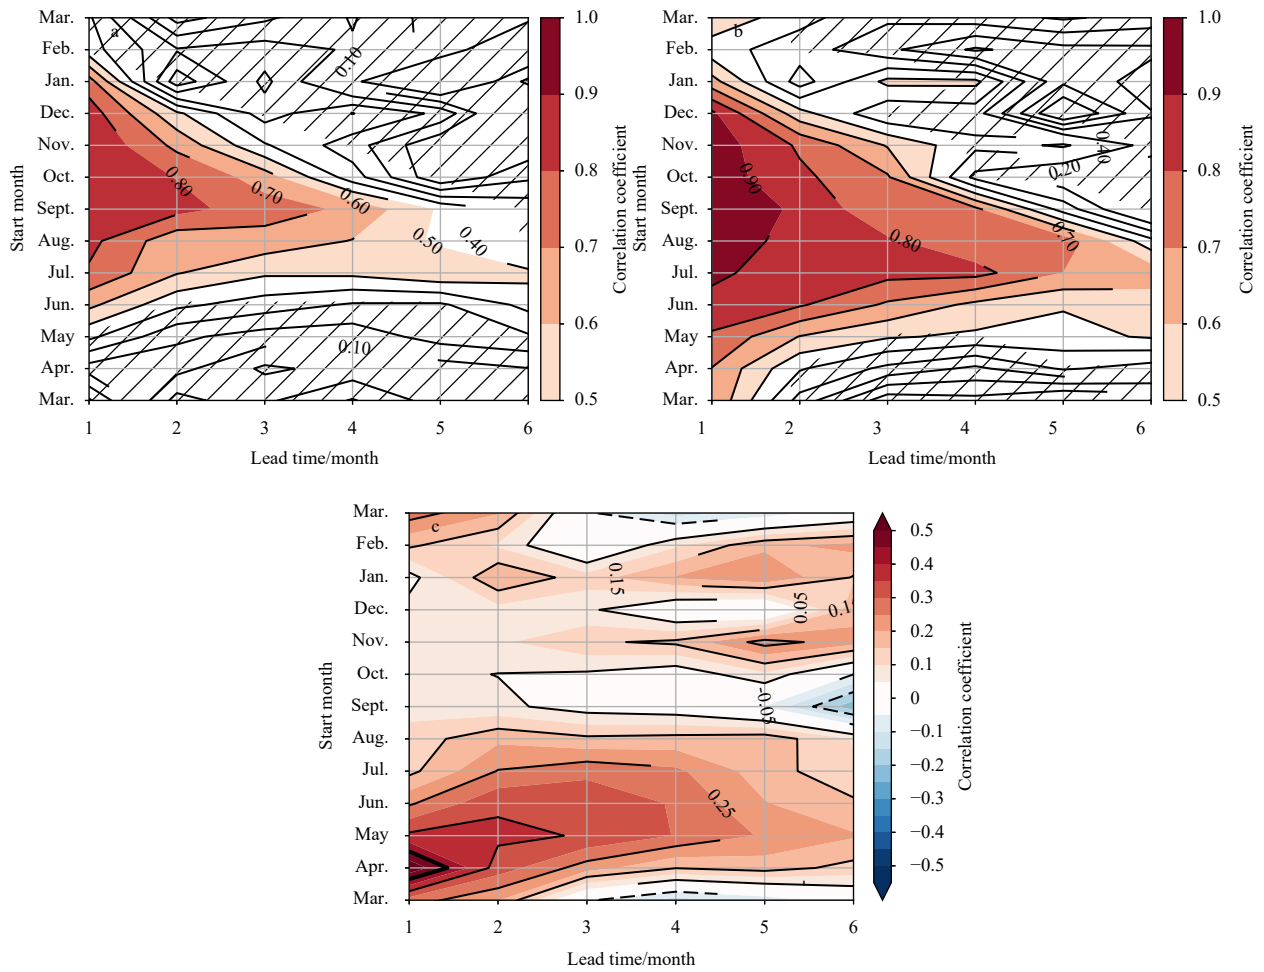 a
Mar.
Feb.
Jan.
Dec.
Nov.
Oct.
Sept.
Aug.
Jul.
Jun.
May
Apr.
Mar.
Start month
1 2 3 4 5 6
Lead time/month
0.10
0.80
0.70
0.60
0.50
0.40
0.10
1.0
0.9
0.8
0.7
0.6
0.5
Correlation coefficient
b
Mar.
Feb.
Jan.
Dec.
Nov.
Oct.
Sept.
Aug.
Jul.
Jun.
May
Apr.
Mar.
Start month
1 2 3 4 5 6
Lead time/month
0.40
0.20
0.90
0.80
0.70
1.0
0.9
0.8
0.7
0.6
0.5
Correlation coefficient
c
Mar.
Feb.
Jan.
Dec.
Nov.
Oct.
Sept.
Aug.
Jul.
Jun.
May
Apr.
Mar.
Start month
1 2 3 4 5 6
Lead time/month
0.15
0.05
-0.05
0.25
0.5
0.4
0.3
0.2
0.1
0
−0.1
−0.2
−0.3
−0.4
−0.5
Correlation coefficient